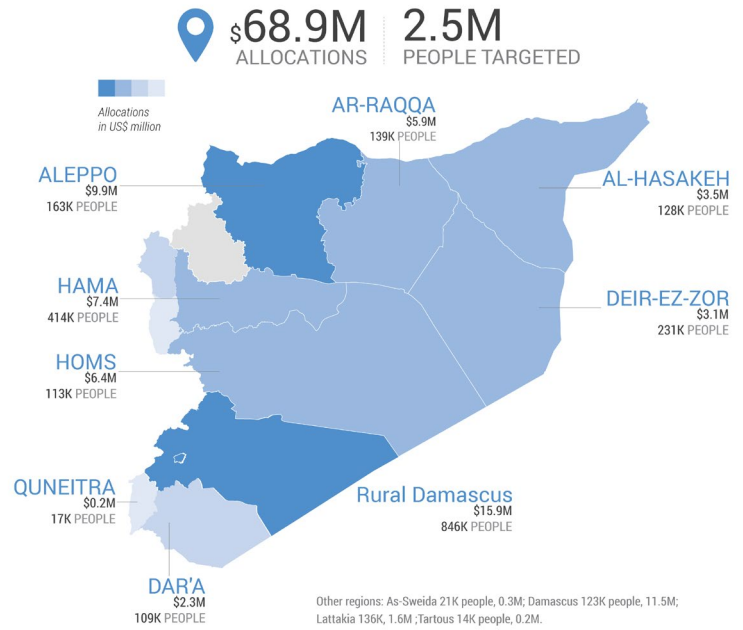 $68.9M
ALLOCATIONS
2.5M
PEOPLE TARGETED
Allocations
in US$ million
AR-RAQQA
$5.9M
139K PEOPLE
ALEPPO
$9.9M
163K PEOPLE
AL-HASAKEH
$3.5M
128K PEOPLE
HAMA
$7.4M
414K PEOPLE
DEIR-EZ-ZOR
$3.1M
231K PEOPLE
HOMS
$6.4M
113K PEOPLE
QUNEITRA
$0.2M
17K PEOPLE
Rural Damascus
$15.9M
846K PEOPLE
DAR'A
$2.3M
109K PEOPLE
Other regions: As-Sweida 21K people, 0.3M; Damascus 123K people, 11.5M;
Lattakia 136K, 1.6M ;Tartous 14K people, 0.2M.